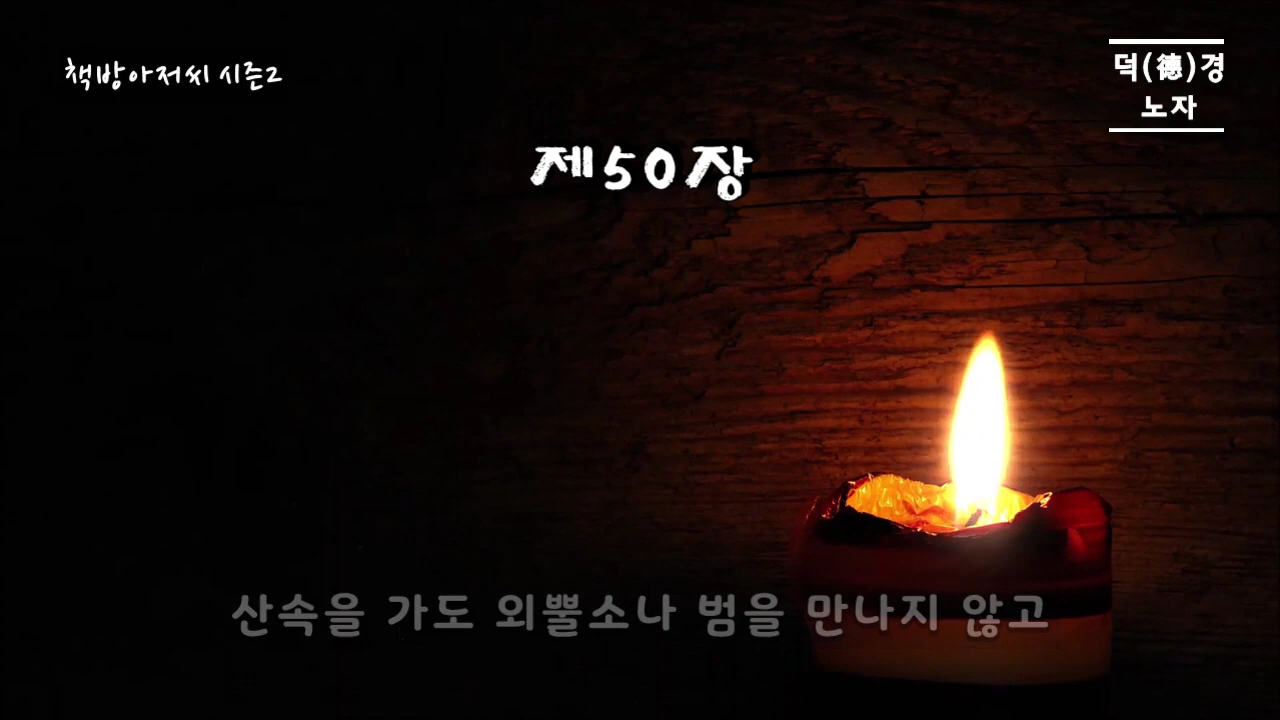 책방아저씨 시즌2
덕(德)경
노자
제50장
산속을 가도 외뿔소나 범을 만나지 않고